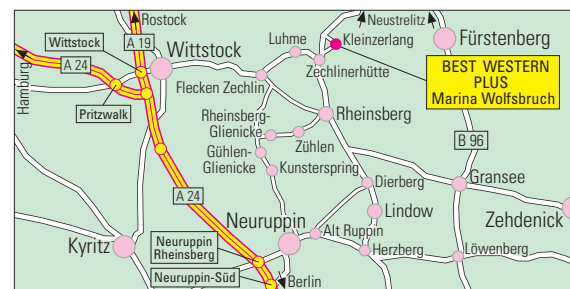 Rostock
Neustrelitz
Wittstock
A 19
Luhme
Kleinzerlang
Fürstenberg
Wittstock
Hamburg
A 24
Zechlinerhütte
BEST WESTERN
PLUS
Marina Wolfsbruch
Flecken Zechlin
Pritzwalk
Rheinsberg-
Glienicke
Rheinsberg
Zühlen
B 96
Gühlen-
Glienicke
Kunsterspring
Dierberg
Gransee
A 24
Lindow
Zehdenick
Neuruppin
Alt Ruppin
Kyritz
Neuruppin
Rheinsberg
Herzberg
Löwenberg
Neuruppin-Süd
Berlin